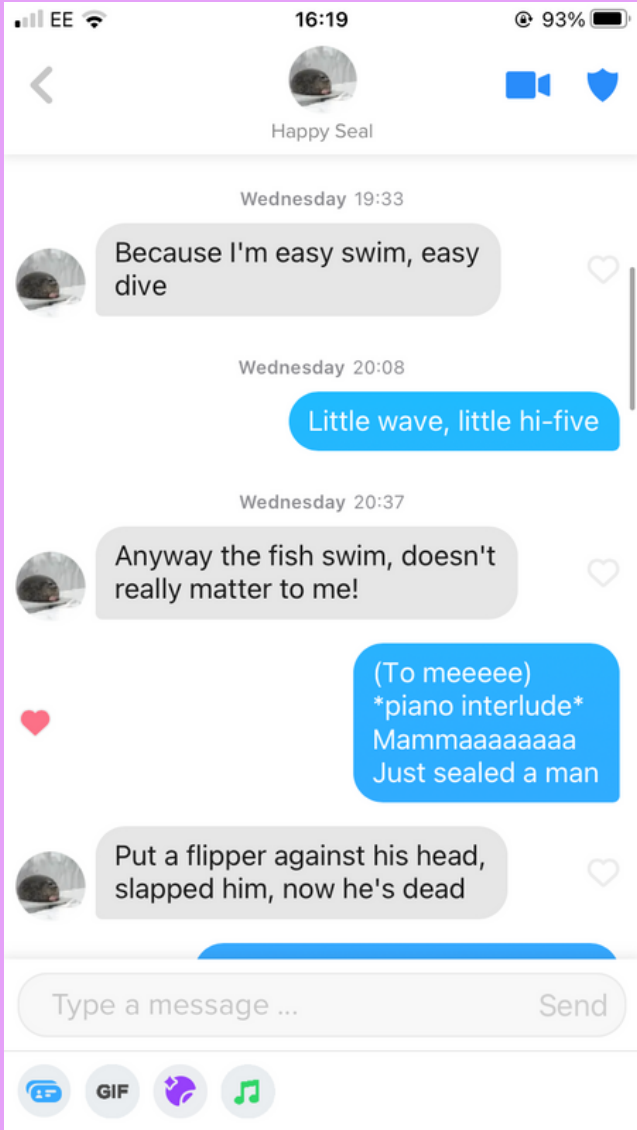 EE 16:19 93%
Happy Seal
Wednesday 19:33
Because I'm easy swim, easy
dive
Wednesday 20:08
Little wave, little hi-five
Wednesday 20:37
Anyway the fish swim, doesn't
really matter to me!
(To meeeee)
*piano interlude*
Mammaaaaaaaa
Just sealed a man
Put a flipper against his head,
slapped him, now he's dead
Type a message ... Send
GIF